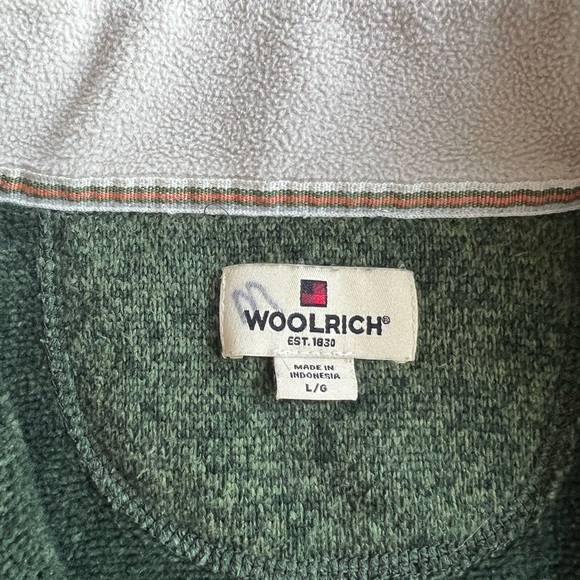 WOOLRICH®
EST. 1830
MADE IN
INDONESIA
L/G